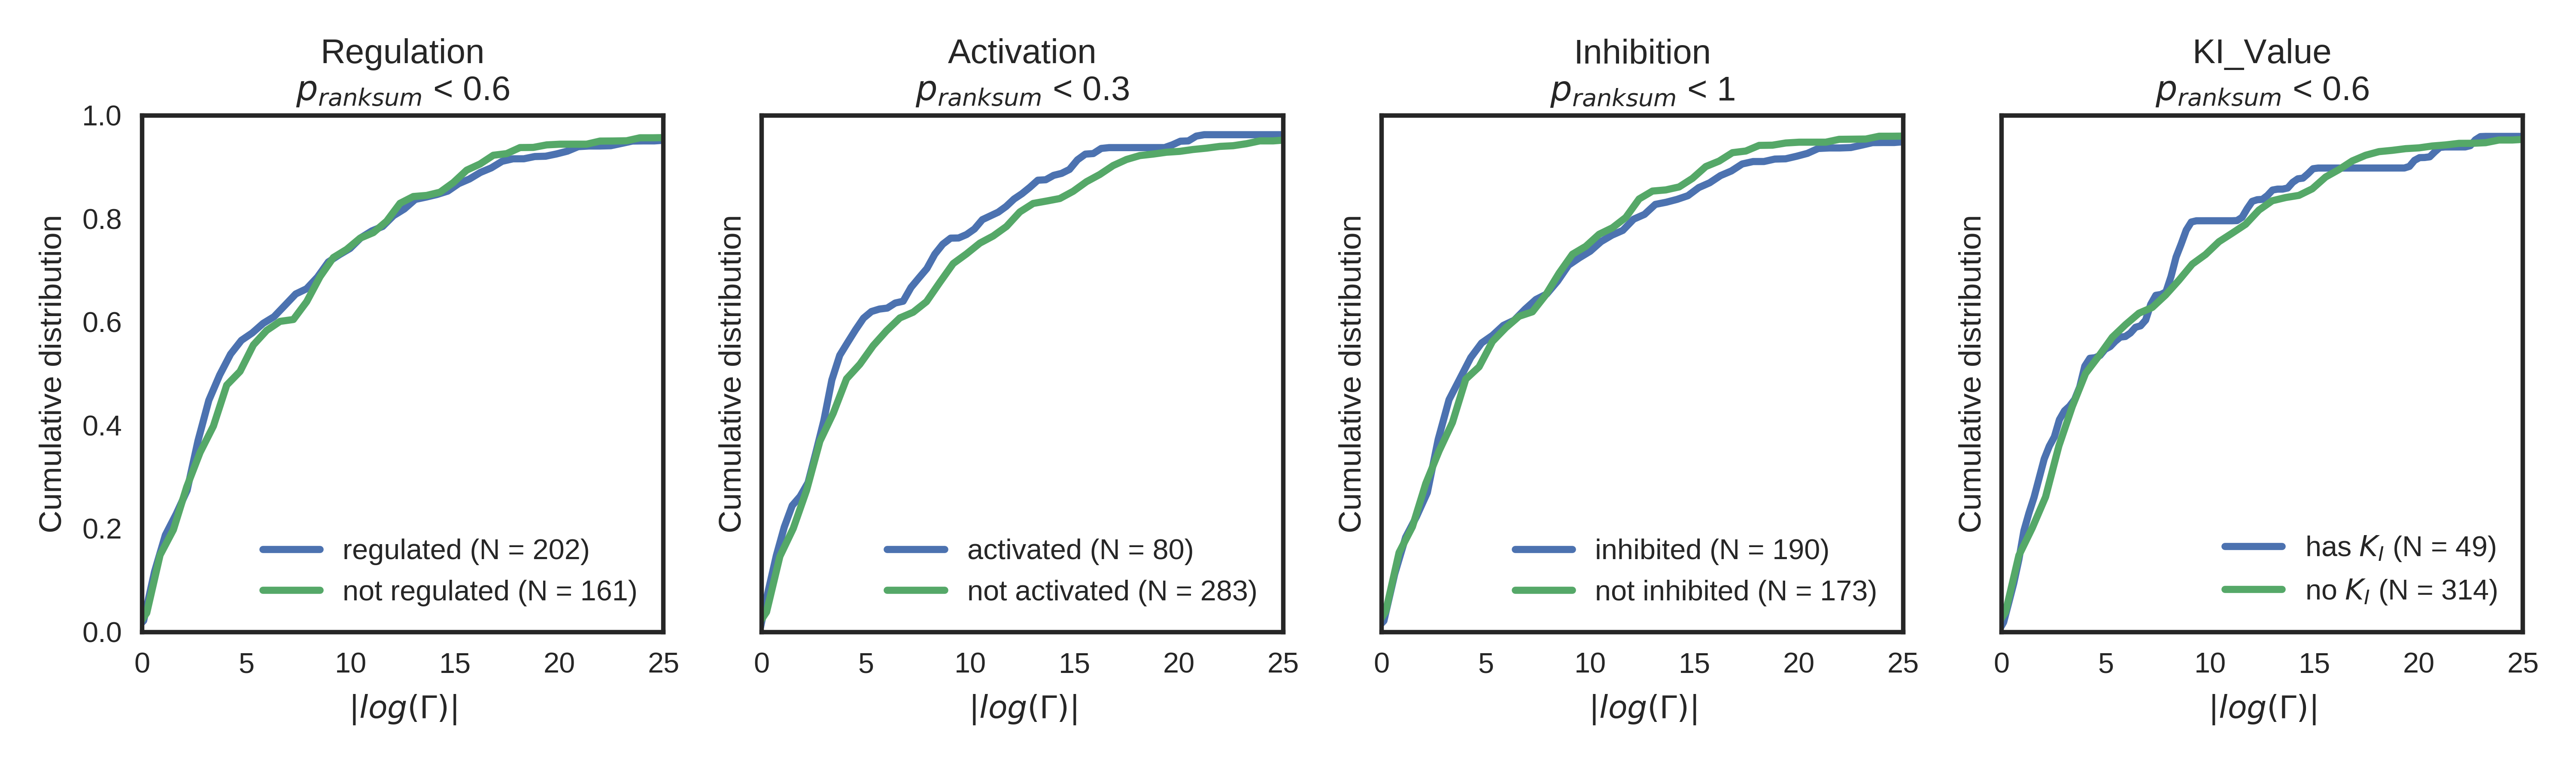 Regulation
p_ranksum < 0.6
Cumulative distribution
1.0
0.8
0.6
0.4
0.2
0.0
regulated (N = 202)
not regulated (N = 161)
0 5 10 15 20 25
|log(Γ)|
Activation
p_ranksum < 0.3
Cumulative distribution
activated (N = 80)
not activated (N = 283)
0 5 10 15 20 25
|log(Γ)|
Inhibition
p_ranksum < 1
Cumulative distribution
inhibited (N = 190)
not inhibited (N = 173)
0 5 10 15 20 25
|log(Γ)|
KI_Value
p_ranksum < 0.6
Cumulative distribution
has K_I (N = 49)
no K_I (N = 314)
0 5 10 15 20 25
|log(Γ)|